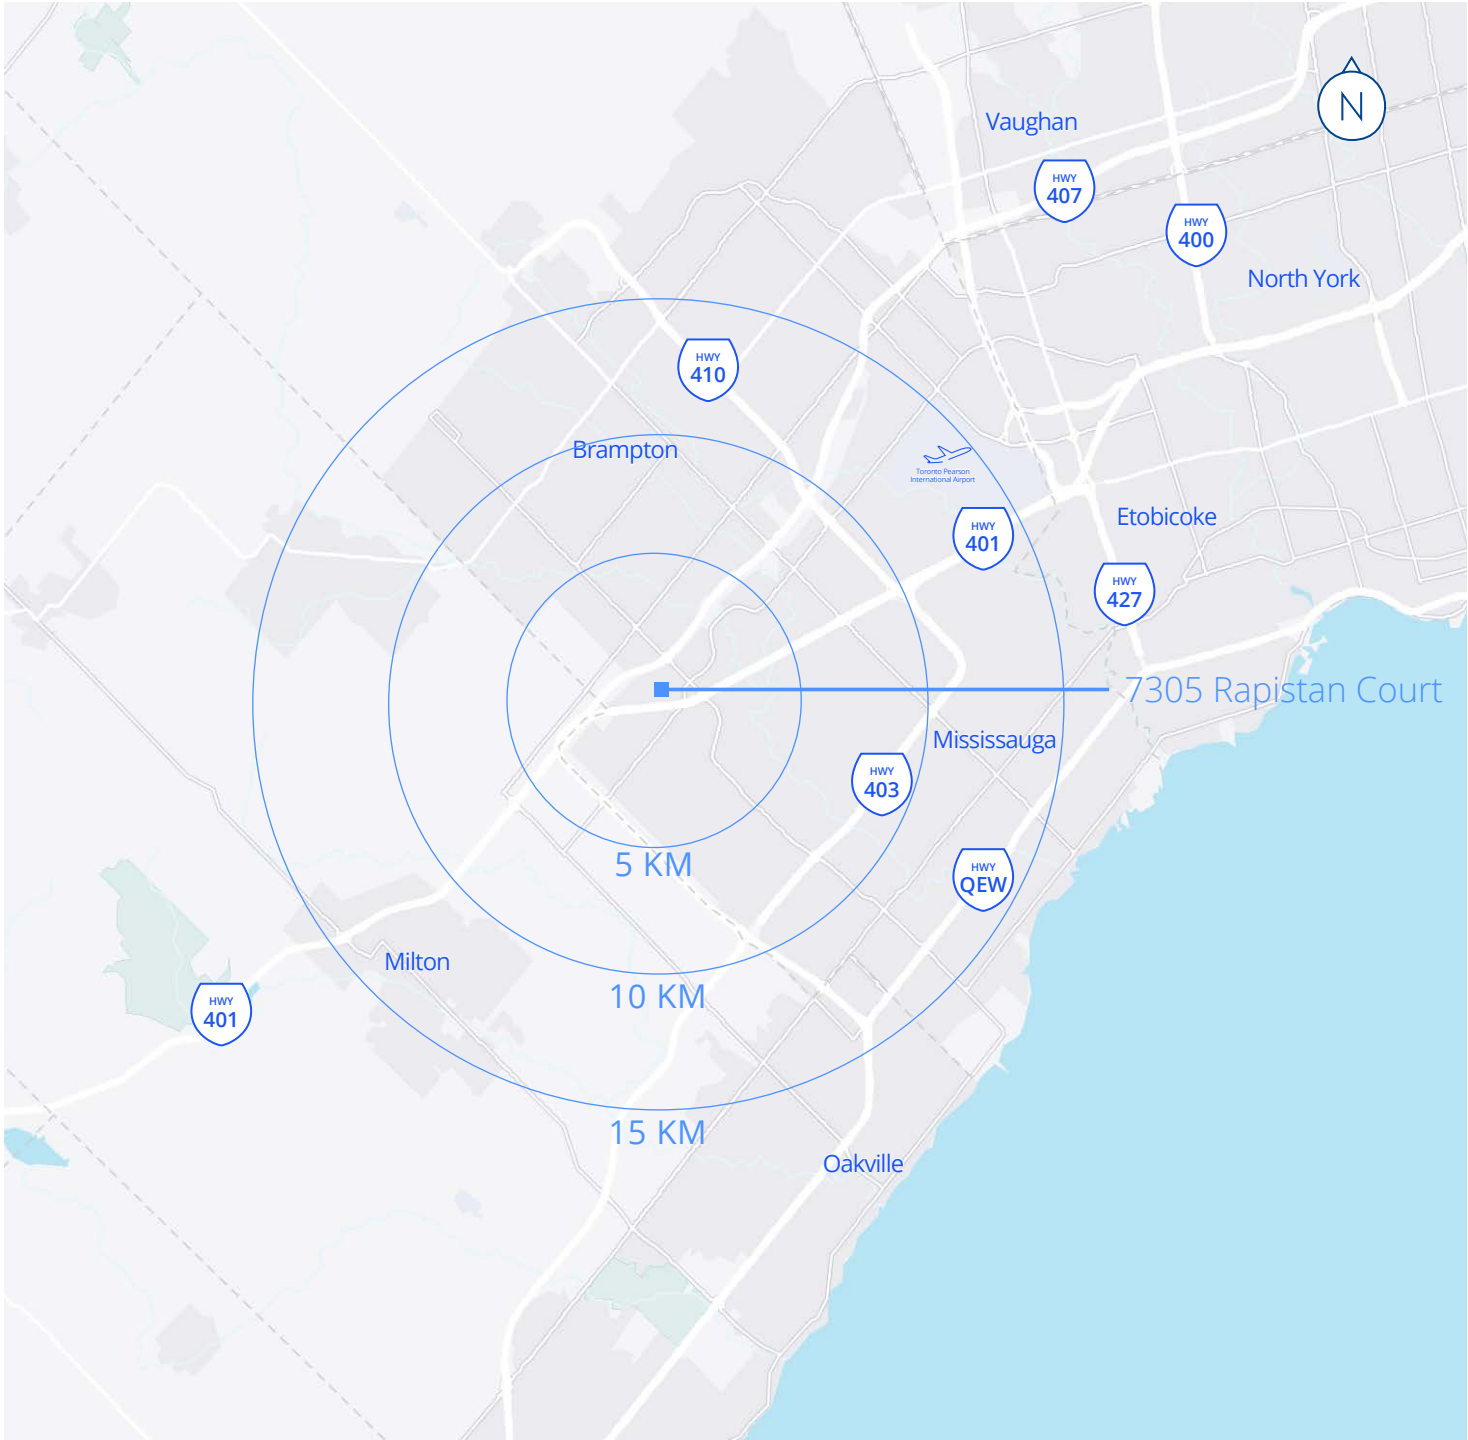 N
Vaughan
HWY
407
HWY
400
North York
HWY
410
Brampton
Toronto Pearson
International Airport
HWY
401
Etobicoke
HWY
427
7305 Rapistan Court
Mississauga
HWY
403
5 KM
HWY
QEW
Milton
10 KM
HWY
401
15 KM
Oakville